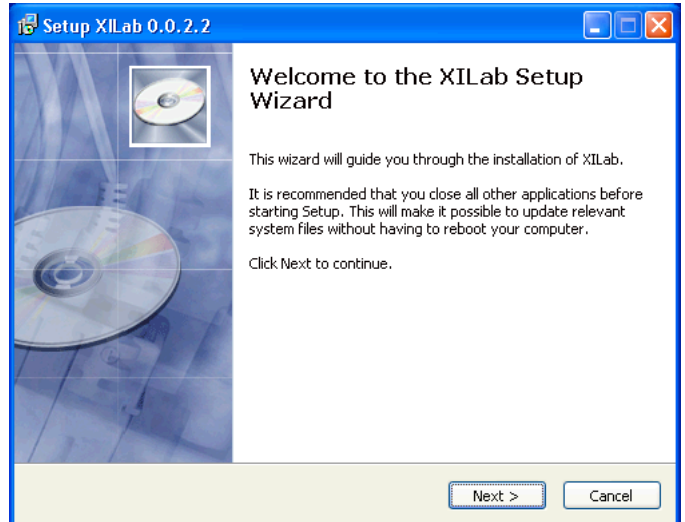 Setup XILab 0.0.2.2
Welcome to the XILab Setup
Wizard
This wizard will guide you through the installation of XILab.
It is recommended that you close all other applications before
starting Setup. This will make it possible to update relevant
system files without having to reboot your computer.
Click Next to continue.
Next >
Cancel